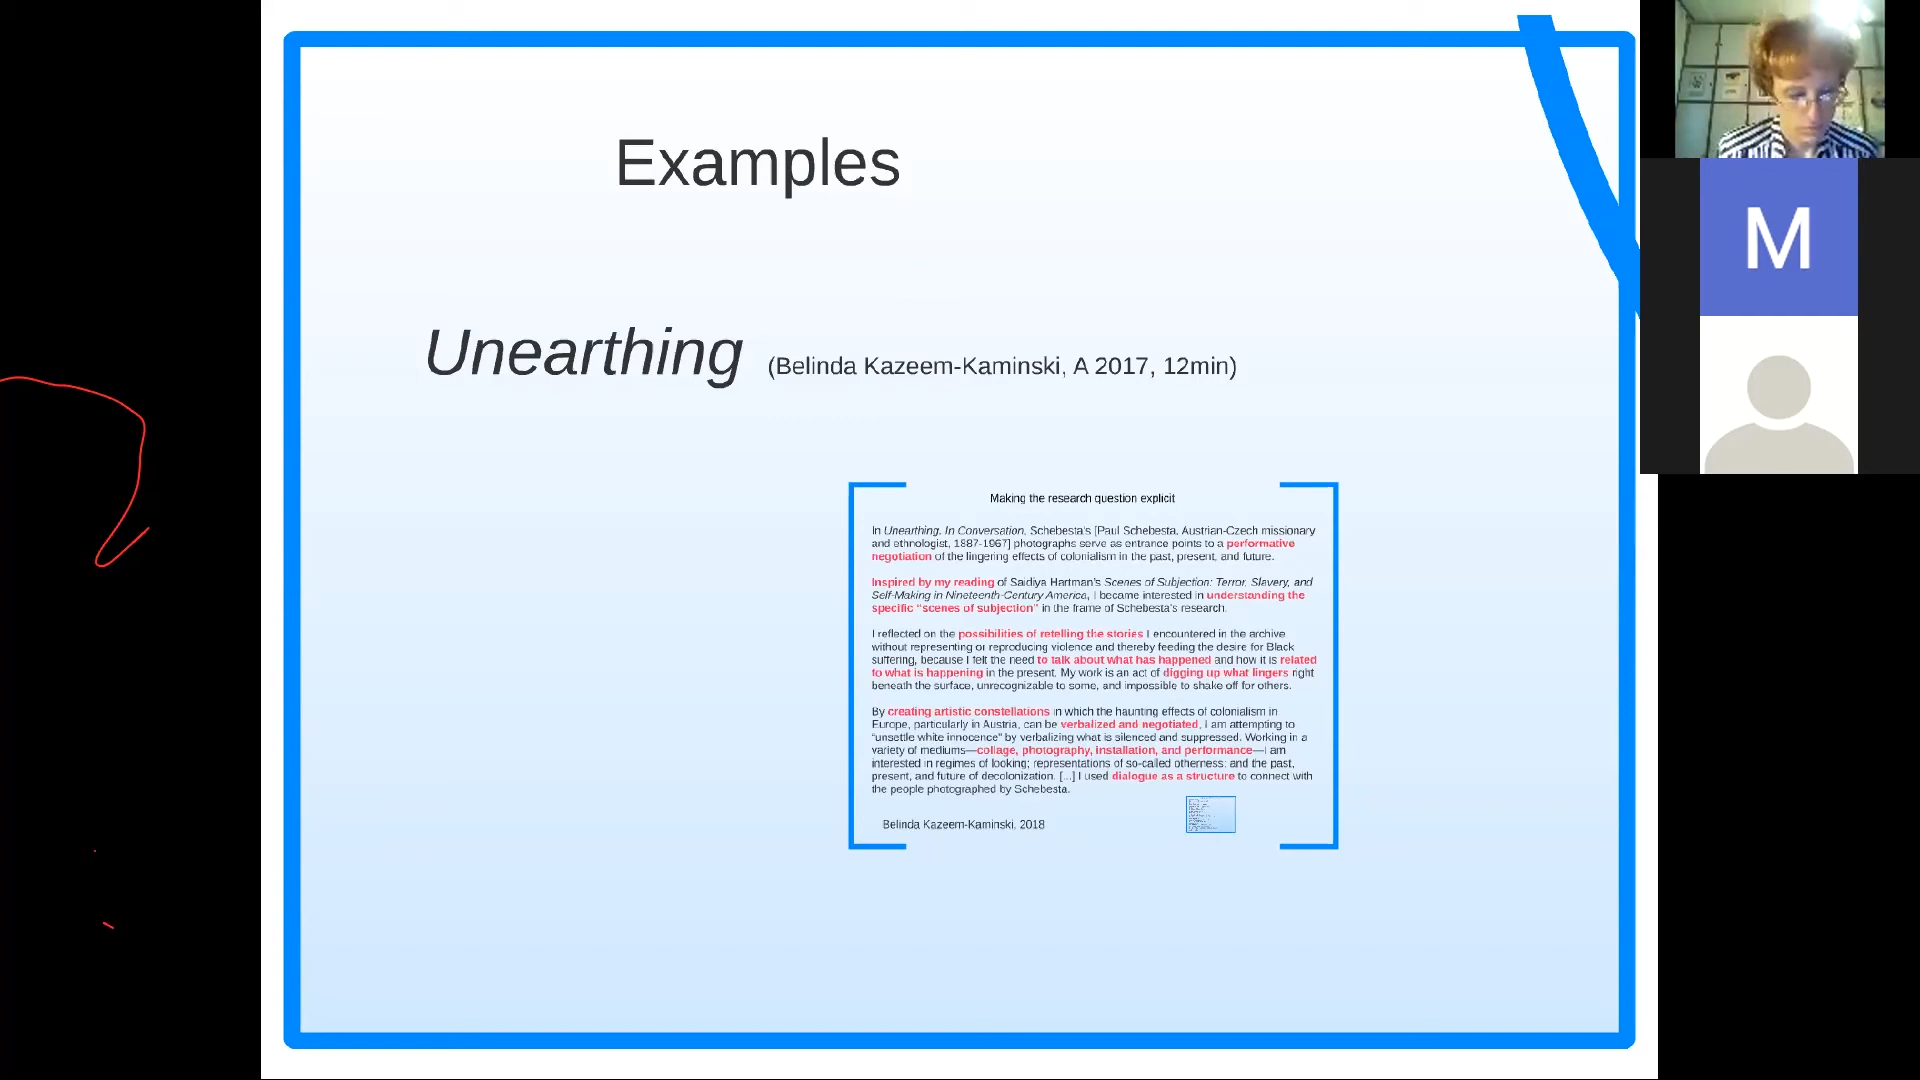 Examples
Unearthing (Belinda Kazeem-Kaminski, A 2017, 12min)
Making the research question explicit
In Unearthing. In Conversation, Schebesta's [Paul Schebesta, Austrian-Czech missionary
and ethnologist, 1887-1967] photographs serve as entrance points to a performative
negotiation of the lingering effects of colonialism in the past, present, and future.
Inspired by my reading of Saidiya Hartman's Scenes of Subjection: Terror, Slavery, and
Self-Making in Nineteenth-Century America, I became interested in understanding the
specific “scenes of subjection” in the frame of Schebesta's research.
I reflected on the possibilities of retelling the stories I encountered in the archive
without representing or reproducing violence and thereby feeding the desire for Black
suffering, because I felt the need to talk about what has happened and how it is related
to what is happening in the present. My work is an act of digging up what lingers right
beneath the surface, unrecognizable to some, and impossible to shake off for others.
By creating artistic constellations in which the haunting effects of colonialism in
Europe, particularly in Austria, can be verbalized and negotiated, I am attempting to
“unsettle white innocence” by verbalizing what is silenced and suppressed. Working in a
variety of mediums—collage, photography, installation, and performance—I am
interested in regimes of looking; representations of so-called otherness: and the past,
present, and future of decolonization. [...] I used dialogue as a structure to connect with
the people photographed by Schebesta.
Belinda Kazeem-Kaminski, 2018
M